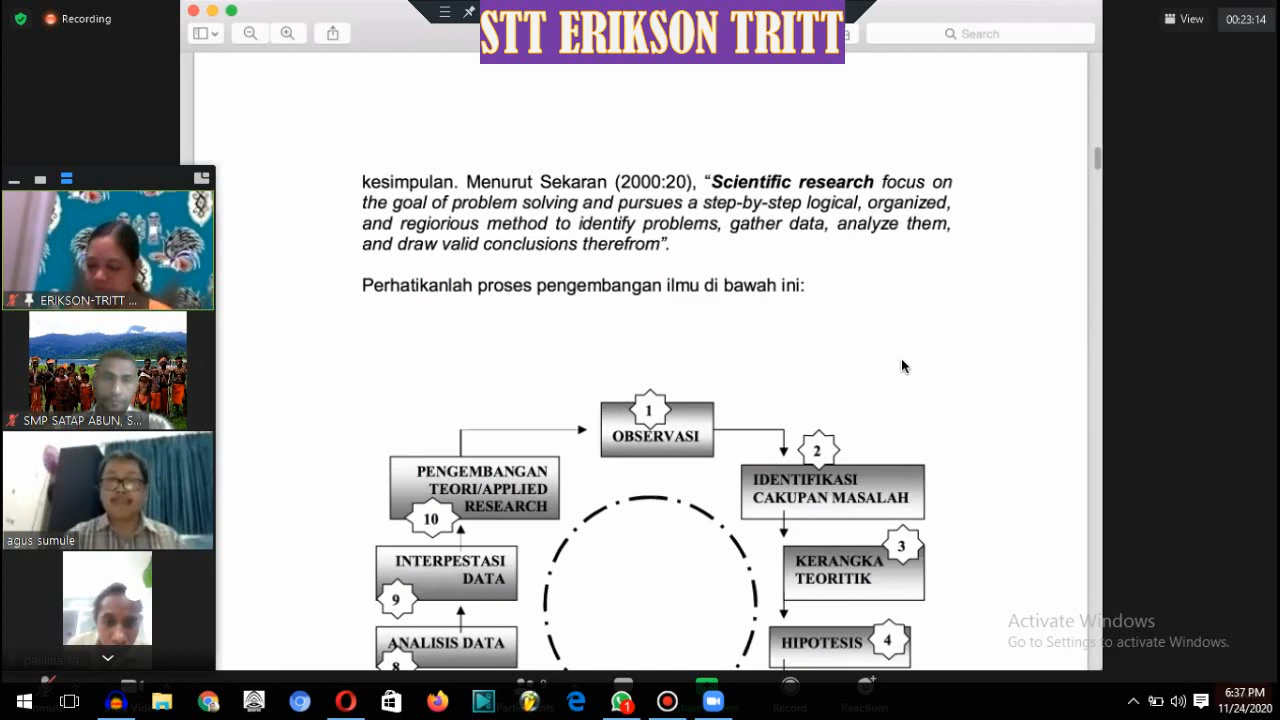 Recording
STT ERIKSON TRITT
Search
View
00:23:14
kesimpulan. Menurut Sekaran (2000:20), “Scientific research focus on
the goal of problem solving and pursues a step-by-step logical, organized,
and regiorious method to identify problems, gather data, analyze them,
and draw valid conclusions therefrom”.
Perhatikanlah proses pengembangan ilmu di bawah ini:
ERIKSON-TRITT ...
SMP SATAP ABUN, S...
agus sumule
1
OBSERVASI
2
IDENTIFIKASI
CAKUPAN MASALAH
3
KERANGKA
TEORITIK
HIPOTESIS
4
PENGEMBANGAN
TEORI/APPLIED
RESEARCH
10
INTERPESTASI
DATA
9
ANALISIS DATA
8
Activate Windows
Go to Settings to activate Windows.
Participants
Record
Reactions
1
6:37 PM
11/24/2020